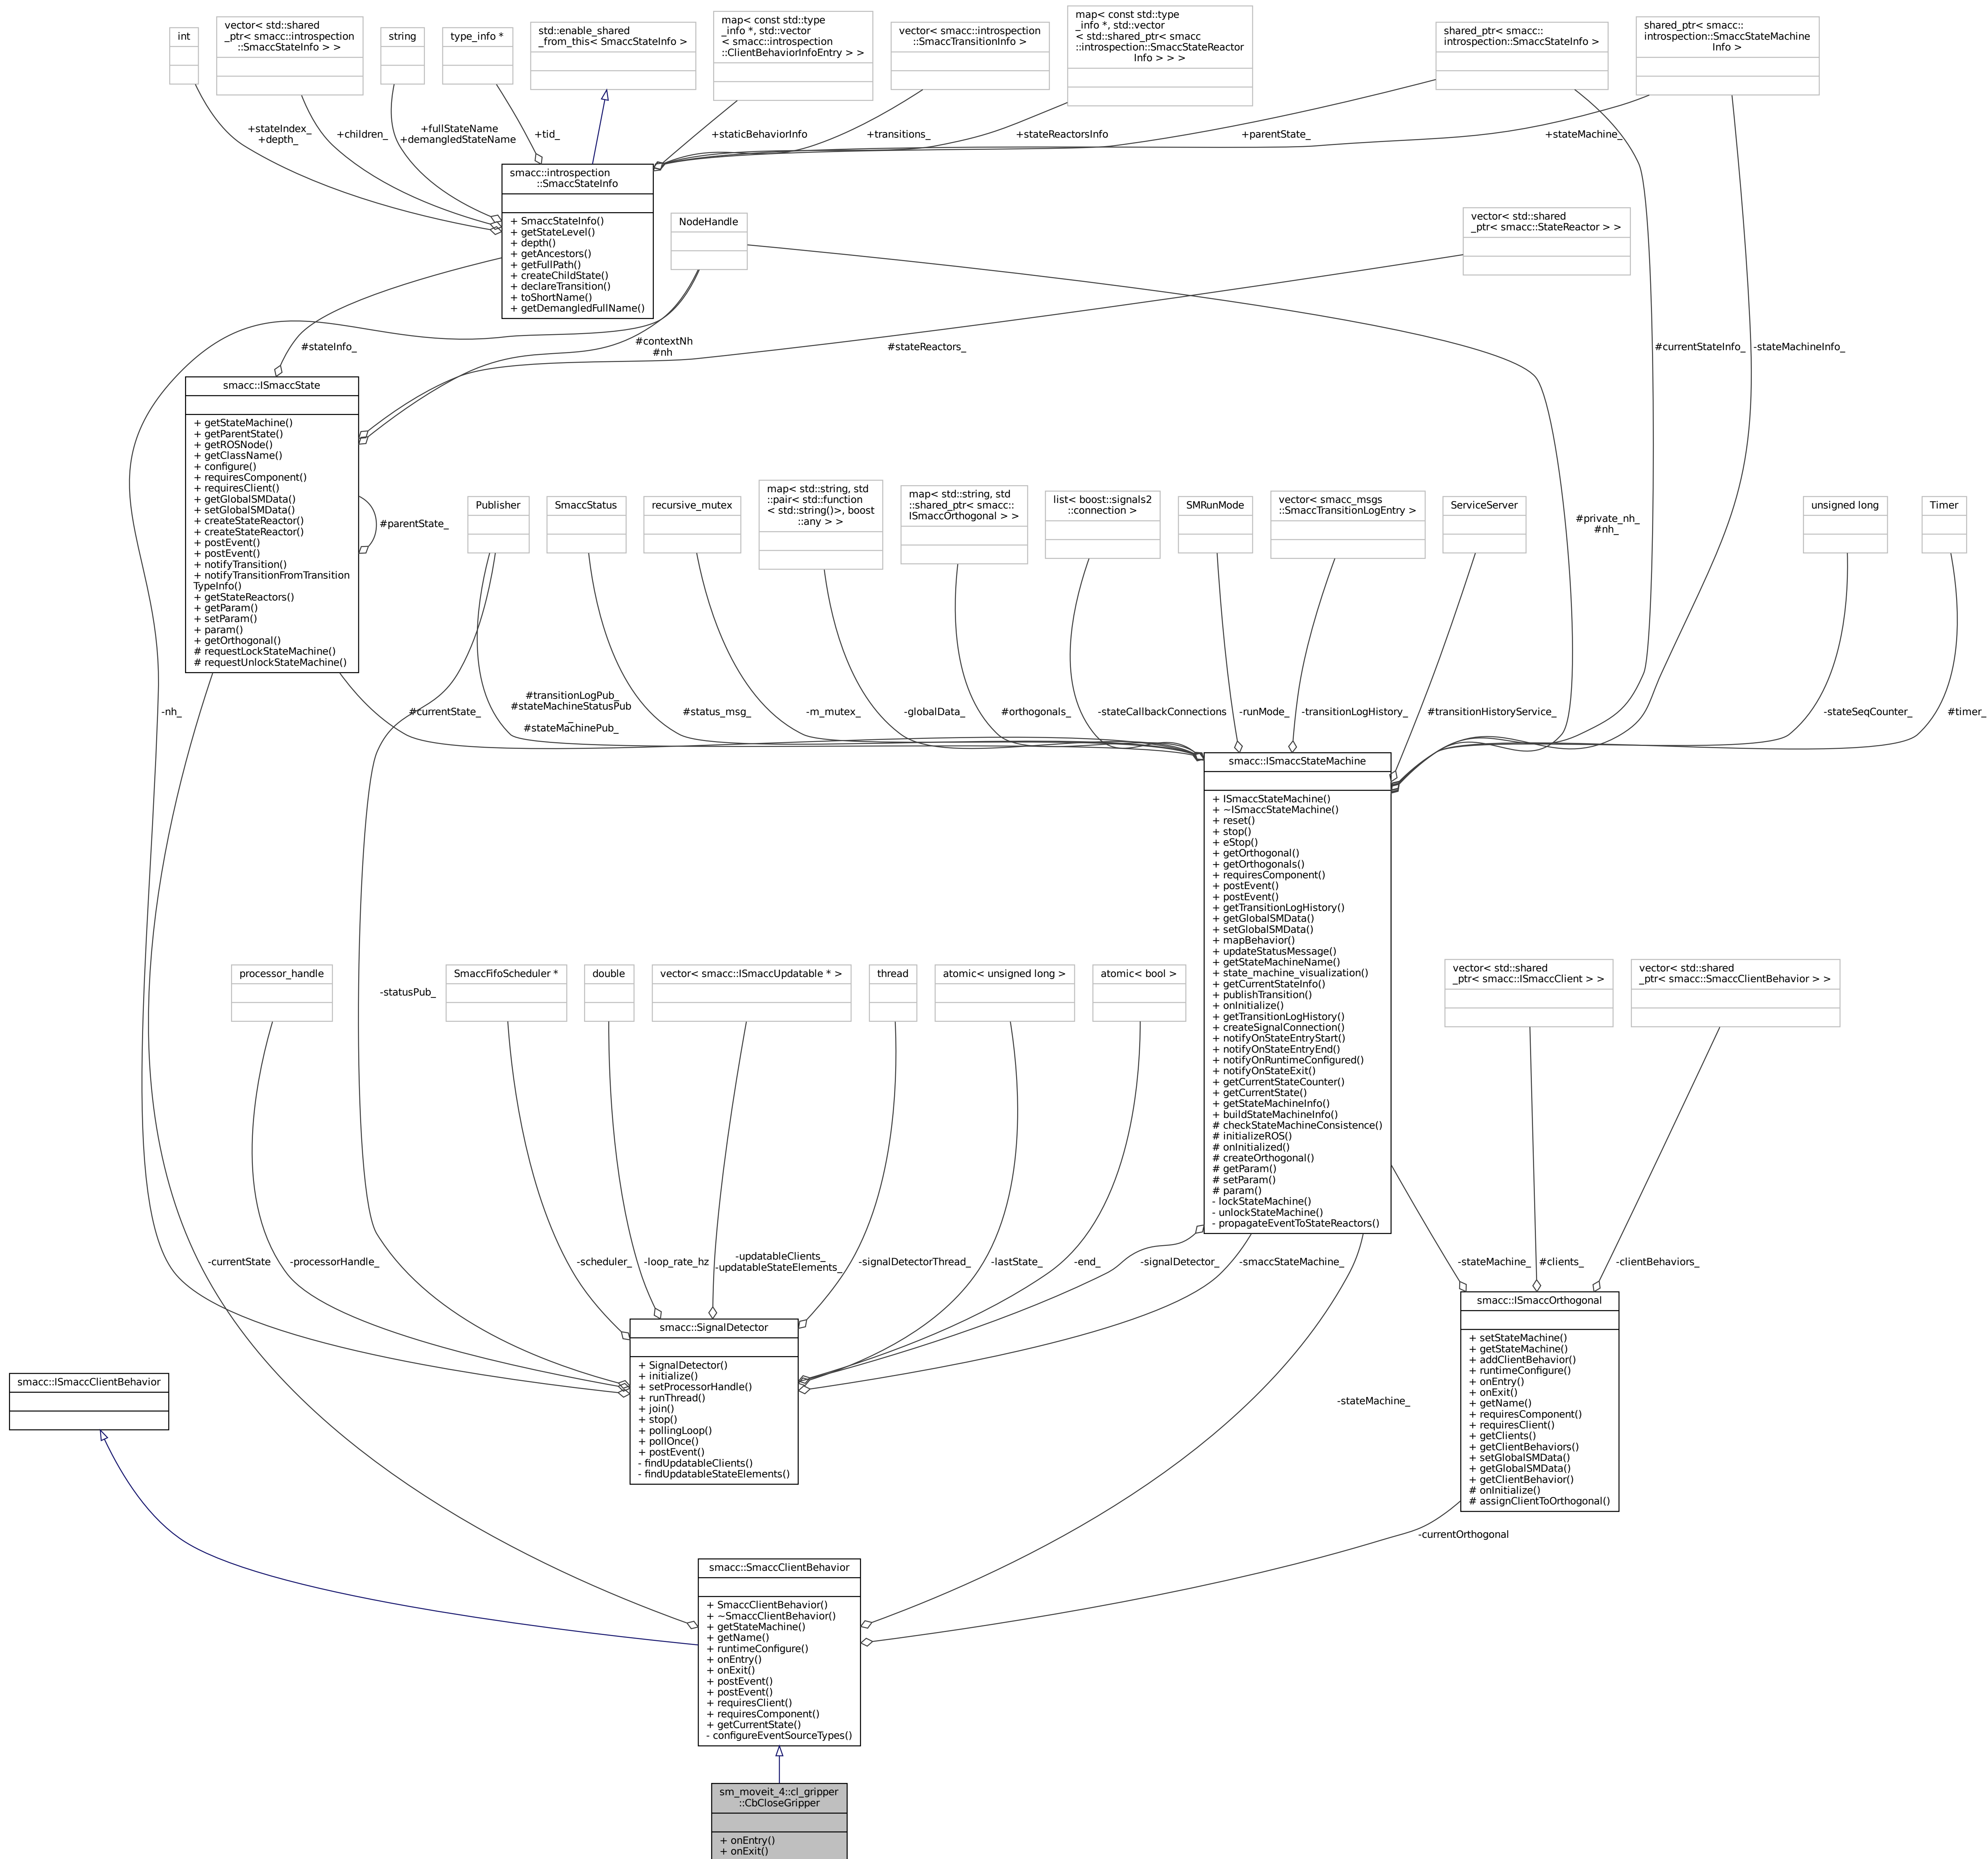 int
vector< std::shared
_ptr< smacc::introspection
::SmaccStateInfo > >
string
type_info *
std::enable_shared
_from_this< SmaccStateInfo >
map< const std::type
_info *, std::vector
< smacc::introspection
::ClientBehaviorInfoEntry > >
vector< smacc::introspection
::SmaccTransitionInfo >
map< const std::type
_info *, std::vector
< std::shared_ptr< smacc
::introspection::SmaccStateReactor
Info > > >
shared_ptr< smacc::
introspection::SmaccStateInfo >
shared_ptr< smacc::
introspection::SmaccStateMachine
Info >
+stateIndex_
+depth_
+children_
+fullStateName
+demangledStateName
+tid_
+staticBehaviorInfo
+transitions_
+stateReactorsInfo
+parentState_
+stateMachine_
smacc::introspection
::SmaccStateInfo
+ SmaccStateInfo()
+ getStateLevel()
+ depth()
+ getAncestors()
+ getFullPath()
+ createChildState()
+ declareTransition()
+ toShortName()
+ getDemangledFullName()
NodeHandle
vector< std::shared
_ptr< smacc::StateReactor > >
#stateInfo_
#contextNh
#nh
#stateReactors_
#currentStateInfo_
-stateMachineInfo_
smacc::ISmaccState
+ getStateMachine()
+ getParentState()
+ getROSNode()
+ getClassName()
+ configure()
+ requiresComponent()
+ requiresClient()
+ getGlobalSMData()
+ setGlobalSMData()
+ createStateReactor()
+ createStateReactor()
+ postEvent()
+ postEvent()
+ notifyTransition()
+ notifyTransitionFromTransition
TypeInfo()
+ getStateReactors()
+ getParam()
+ setParam()
+ param()
+ getOrthogonal()
# requestLockStateMachine()
# requestUnlockStateMachine()
#parentState_
Publisher
SmaccStatus
recursive_mutex
map< std::string, std
::pair< std::function
< std::string()>, boost
::any > >
map< std::string, std
::shared_ptr< smacc::
ISmaccOrthogonal > >
list< boost::signals2
::connection >
SMRunMode
vector< smacc_msgs
::SmaccTransitionLogEntry >
ServiceServer
#private_nh_
#nh_
unsigned long
Timer
-nh_
#currentState_
#transitionLogPub_
#stateMachineStatusPub
_
#stateMachinePub_
#status_msg_
-m_mutex_
-globalData_
#orthogonals_
-stateCallbackConnections
-runMode_
-transitionLogHistory_
#transitionHistoryService_
-stateSeqCounter_
#timer_
smacc::ISmaccStateMachine
+ ISmaccStateMachine()
+ ~ISmaccStateMachine()
+ reset()
+ stop()
+ eStop()
+ getOrthogonal()
+ getOrthogonals()
+ requiresComponent()
+ postEvent()
+ postEvent()
+ getTransitionLogHistory()
+ getGlobalSMData()
+ setGlobalSMData()
+ mapBehavior()
+ updateStatusMessage()
+ getStateMachineName()
+ state_machine_visualization()
+ getCurrentStateInfo()
+ publishTransition()
+ onInitialize()
+ getTransitionLogHistory()
+ createSignalConnection()
+ notifyOnStateEntryStart()
+ notifyOnStateEntryEnd()
+ notifyOnRuntimeConfigured()
+ notifyOnStateExit()
+ getCurrentStateCounter()
+ getCurrentState()
+ getStateMachineInfo()
+ buildStateMachineInfo()
# checkStateMachineConsistence()
# initializeROS()
# onInitialized()
# createOrthogonal()
# getParam()
# setParam()
# param()
- lockStateMachine()
- unlockStateMachine()
- propagateEventToStateReactors()
processor_handle
-statusPub_
SmaccFifoScheduler *
double
vector< smacc::ISmaccUpdatable * >
thread
atomic< unsigned long >
atomic< bool >
vector< std::shared
_ptr< smacc::ISmaccClient > >
vector< std::shared
_ptr< smacc::SmaccClientBehavior > >
-currentState
-processorHandle_
-scheduler_
-loop_rate_hz
-updatableClients_
-updatableStateElements_
-signalDetectorThread_
-lastState_
-end_
-signalDetector_
-smaccStateMachine_
-stateMachine_
#clients_
-clientBehaviors_
smacc::SignalDetector
+ SignalDetector()
+ initialize()
+ setProcessorHandle()
+ runThread()
+ join()
+ stop()
+ pollingLoop()
+ pollOnce()
+ postEvent()
- findUpdatableClients()
- findUpdatableStateElements()
smacc::ISmaccOrthogonal
+ setStateMachine()
+ getStateMachine()
+ addClientBehavior()
+ runtimeConfigure()
+ onEntry()
+ onExit()
+ getName()
+ requiresComponent()
+ requiresClient()
+ getClients()
+ getClientBehaviors()
+ setGlobalSMData()
+ getGlobalSMData()
+ getClientBehavior()
# onInitialize()
# assignClientToOrthogonal()
smacc::ISmaccClientBehavior
-stateMachine_
-currentOrthogonal
smacc::SmaccClientBehavior
+ SmaccClientBehavior()
+ ~SmaccClientBehavior()
+ getStateMachine()
+ getName()
+ runtimeConfigure()
+ onEntry()
+ onExit()
+ postEvent()
+ postEvent()
+ requiresClient()
+ requiresComponent()
+ getCurrentState()
- configureEventSourceTypes()
sm_moveit_4::cl_gripper
::CbCloseGripper
+ onEntry()
+ onExit()